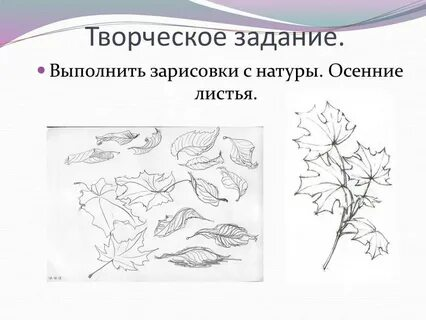 Творческое задание.
Выполнить зарисовки с натуры. Осенние
листья.